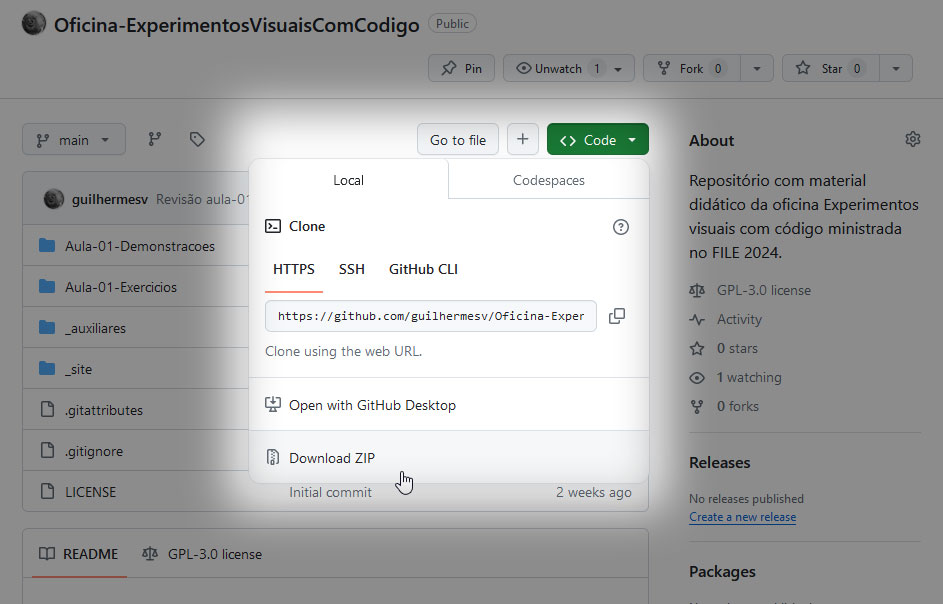 Oficina-ExperimentosVisuaisComCodigo Public
Pin Unwatch 1 Fork 0 Star 0
main Go to file + <> Code
About
Local Codespaces
guilhermesv Revisão aula-01
Repositório com material
didático da oficina Experimentos
visuais com código ministrada
no FILE 2024.
Clone
Aula-01-Demonstracoes
HTTPS SSH GitHub CLI
Aula-01-Exercicios
GPL-3.0 license
https://github.com/guilhermesv/Oficina-Exper
Activity
_auxiliares
Clone using the web URL.
0 stars
_site
1 watching
Open with GitHub Desktop
0 forks
.gitattributes
.gitignore
Download ZIP
Releases
LICENSE Initial commit 2 weeks ago
No releases published
Create a new release
README GPL-3.0 license
Packages